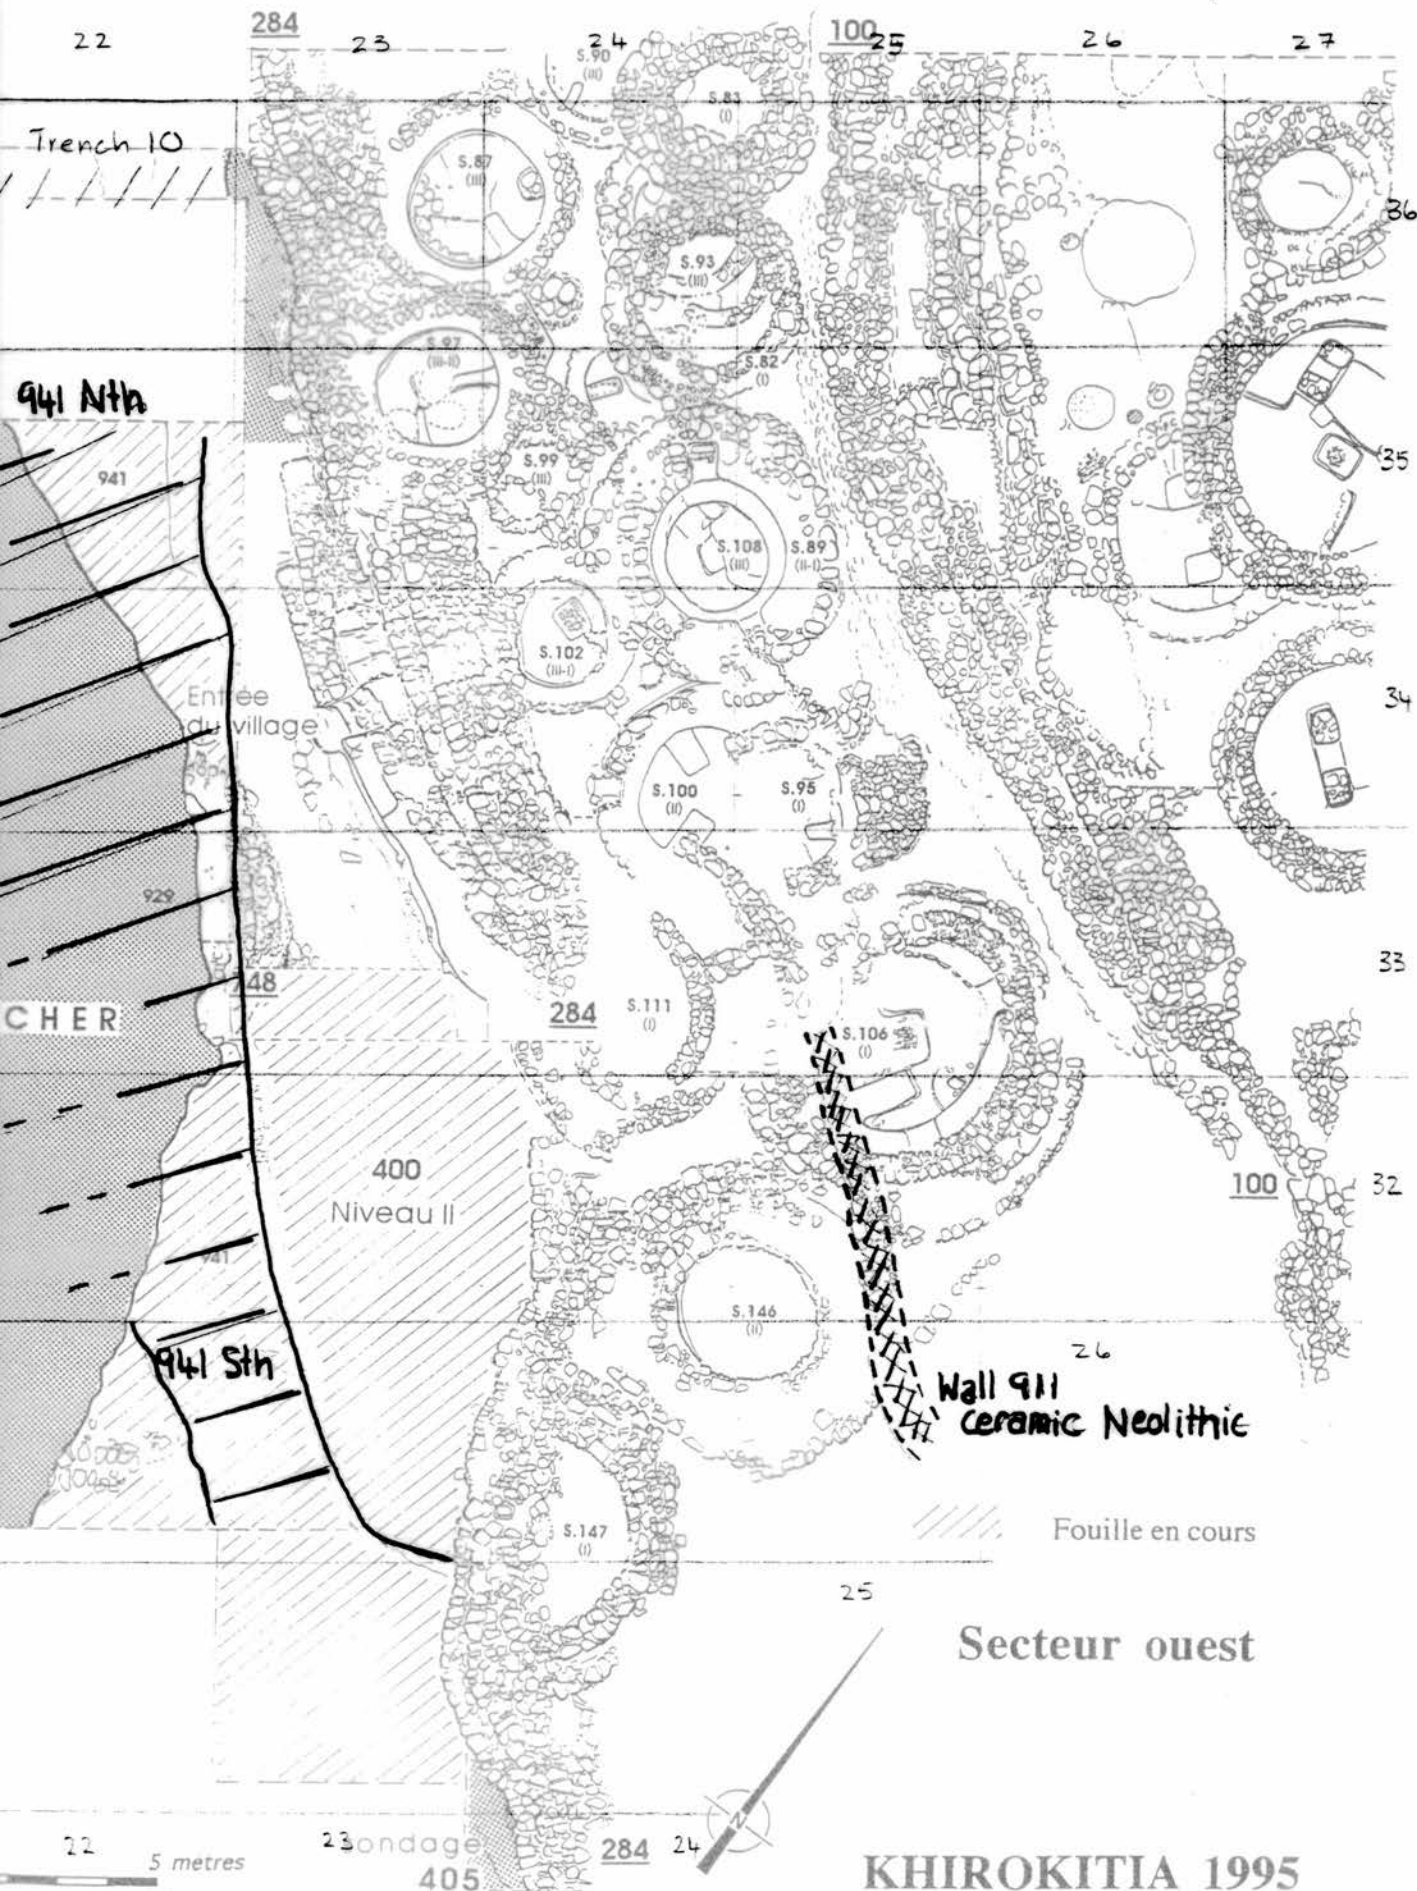 284
100
22
23
24
25
26
27
S.90
(III)
S.83
(I)
Trench 10
S.87
(III)
36
S.93
(III)
S.97
(III-II)
S.82
(I)
941 Nth
941
S.99
(III)
35
S.108
(III)
S.89
(II-I)
S.102
(III-I)
Entrée
du village
34
S.100
(II)
S.95
(I)
929
748
33
CHER
284
S.111
(I)
S.106
(I)
400
Niveau II
100
32
941
S.146
(II)
941 Sth
26
Wall 911
ceramic Neolithic
S.147
(I)
Fouille en cours
25
Secteur ouest
N
22
23
ondage
405
284
24
5 metres
KHIROKITIA 1995